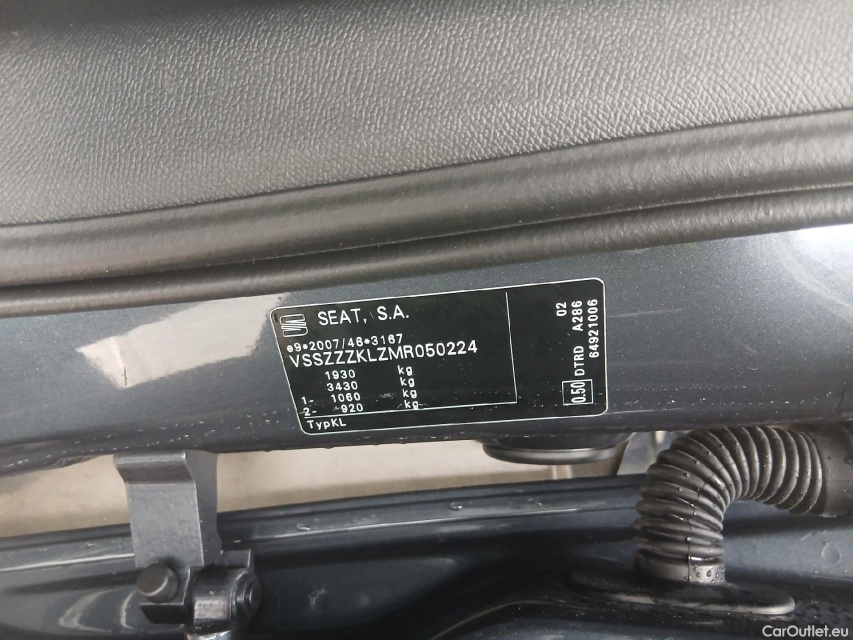 SEAT, S.A.
e9*2007/46*3167
VSSZZZKLZMR050224
1930 kg
3430 kg
1- 1060 kg
2- 920 kg
TypKL
02
0.50 DTRD A286
64921006
CarOutlet.eu